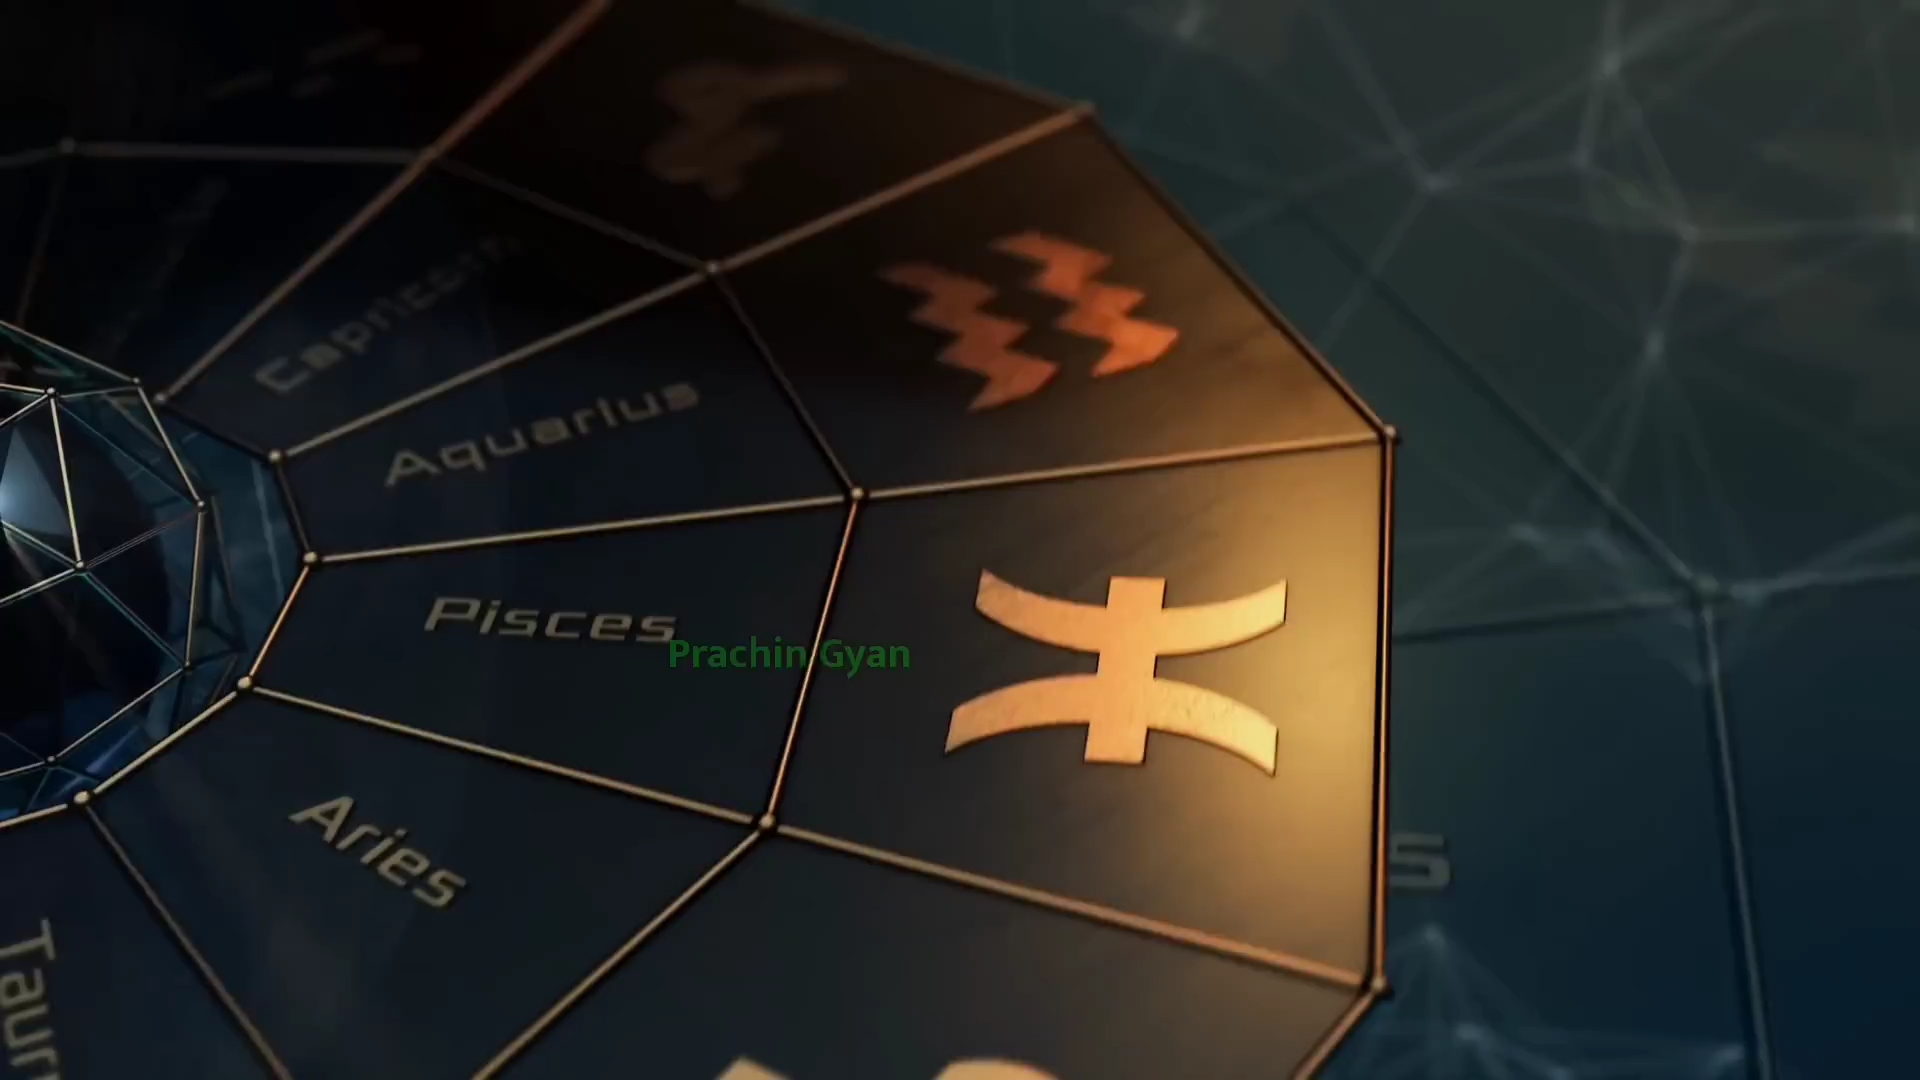 Capricorn
Aquarius
Pisces
Prachin Gyan
Aries
Taur
S